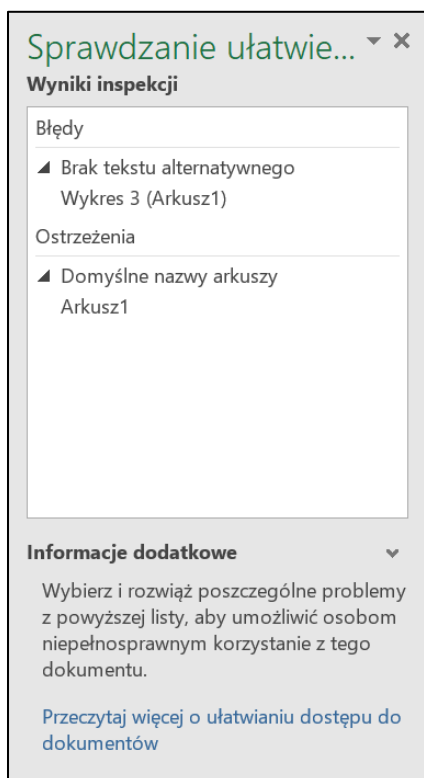 Sprawdzanie ułatwie...
Wyniki inspekcji
Błędy
Brak tekstu alternatywnego
Wykres 3 (Arkusz1)
Ostrzeżenia
Domyślne nazwy arkuszy
Arkusz1
Informacje dodatkowe
Wybierz i rozwiąż poszczególne problemy
z powyższej listy, aby umożliwić osobom
niepełnosprawnym korzystanie z tego
dokumentu.
Przeczytaj więcej o ułatwianiu dostępu do
dokumentów